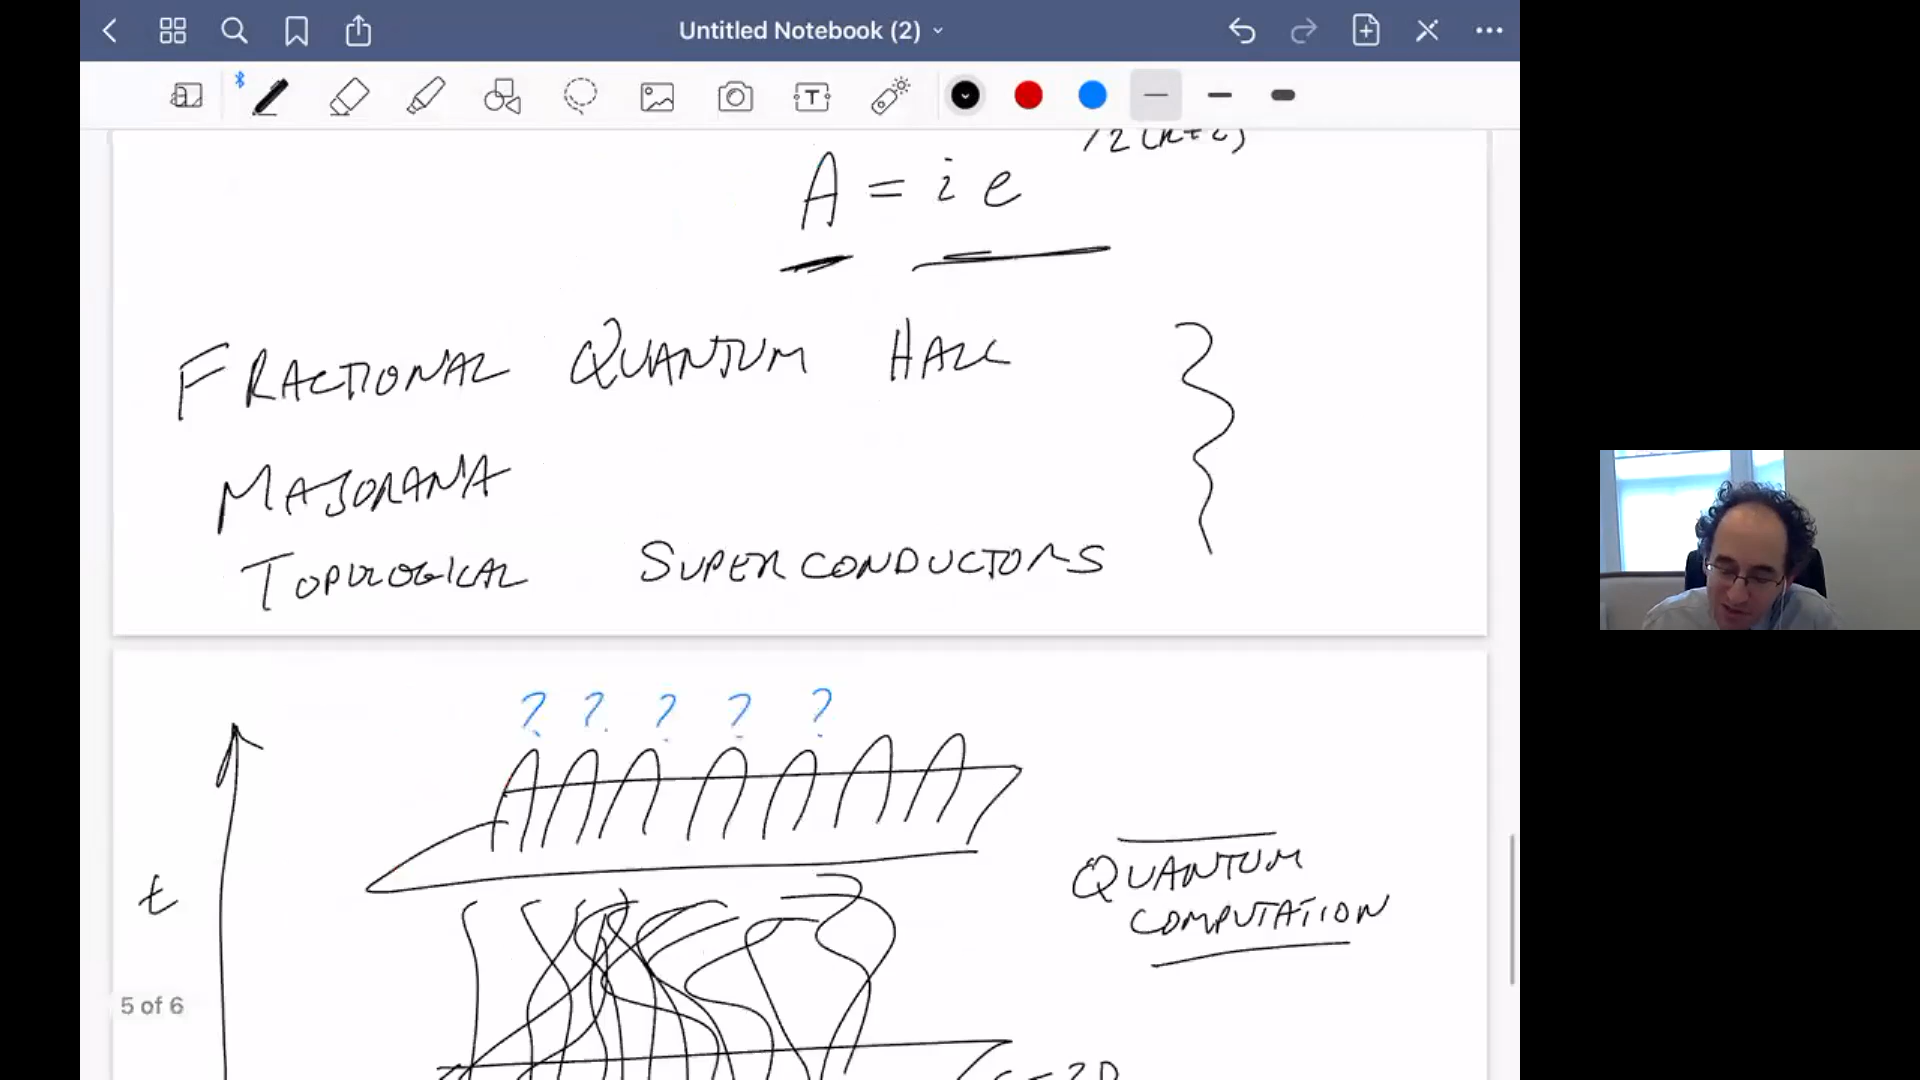 Untitled Notebook (2)
T
A = i e
FRACTIONAL QUANTUM HALL
MAJORANA
TOPOLOGICAL SUPERCONDUCTORS
? ? ? ? ?
t
QUANTUM
COMPUTATION
5 of 6